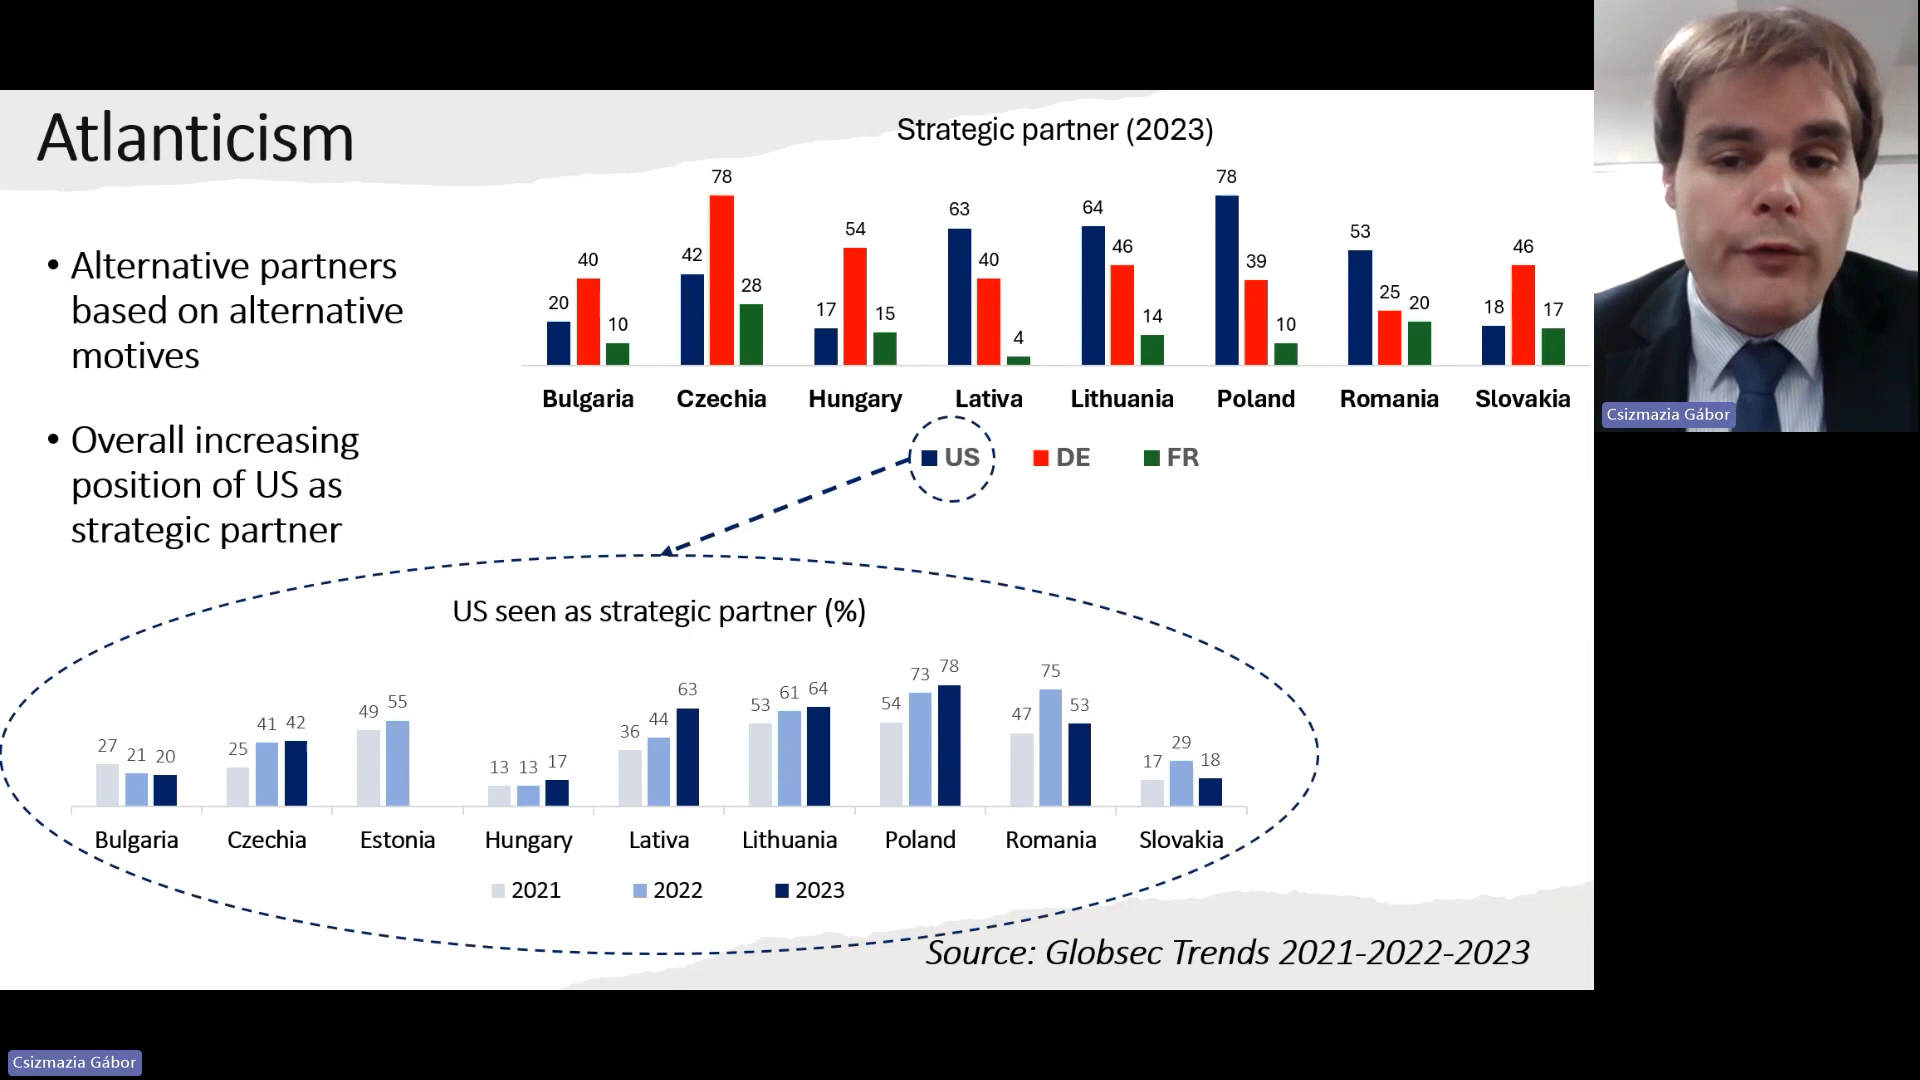 Atlanticism
• Alternative partners
based on alternative
motives
• Overall increasing
position of US as
strategic partner
Strategic partner (2023)
20 40 10 42 78 28 17 54 15 63 40 4 64 46 14 78 39 10 53 25 20 18 46 17
Bulgaria Czechia Hungary Lativa Lithuania Poland Romania Slovakia
US DE FR
US seen as strategic partner (%)
27 21 20 25 41 42 49 55 13 13 17 36 44 63 53 61 64 54 73 78 47 75 53 17 29 18
Bulgaria Czechia Estonia Hungary Lativa Lithuania Poland Romania Slovakia
2021 2022 2023
Source: Globsec Trends 2021-2022-2023
Csizmazia Gábor
Csizmazia Gábor